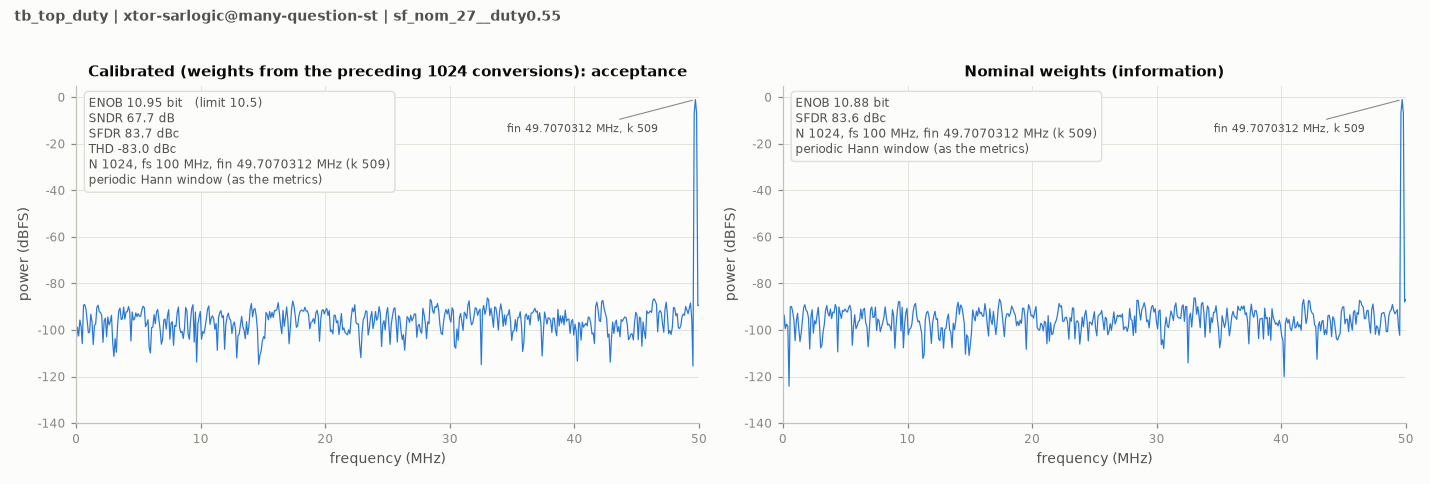 tb_top_duty | xtor-sarlogic@many-question-st | sf_nom_27__duty0.55
Calibrated (weights from the preceding 1024 conversions): acceptance
ENOB 10.95 bit   (limit 10.5)
SNDR 67.7 dB
SFDR 83.7 dBc
THD -83.0 dBc
N 1024, fs 100 MHz, fin 49.7070312 MHz (k 509)
periodic Hann window (as the metrics)
fin 49.7070312 MHz, k 509
power (dBFS)
0
-20
-40
-60
-80
-100
-120
-140
0 10 20 30 40 50
frequency (MHz)
Nominal weights (information)
ENOB 10.88 bit
SFDR 83.6 dBc
N 1024, fs 100 MHz, fin 49.7070312 MHz (k 509)
periodic Hann window (as the metrics)
fin 49.7070312 MHz, k 509
power (dBFS)
0
-20
-40
-60
-80
-100
-120
-140
0 10 20 30 40 50
frequency (MHz)